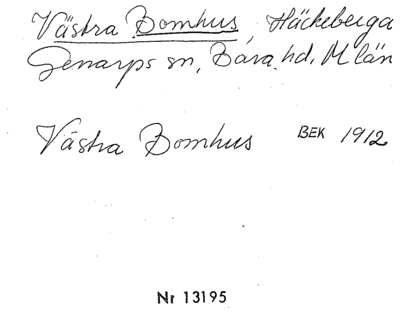 Västra Bomhus, Häckeberga
Genarps sn, Bara hd. M län
Västra Bomhus BEK 1912
Nr 13195